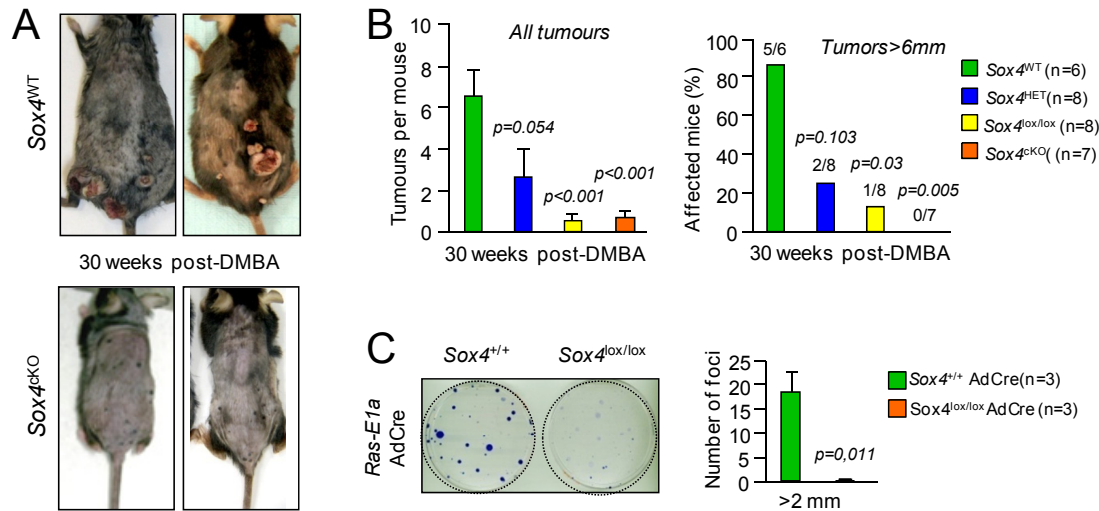 A
Sox4WT
30 weeks post-DMBA
Sox4cKO
B
All tumours
Tumours per mouse
10
8
6
4
2
0
p=0.054
p<0.001
p<0.001
30 weeks post-DMBA
Tumors>6mm
Affected mice (%)
100
80
60
40
20
0
5/6
p=0.103
2/8
p=0.03
1/8
p=0.005
0/7
30 weeks post-DMBA
Sox4WT (n=6)
Sox4HET (n=8)
Sox4lox/lox (n=8)
Sox4cKO( (n=7)
C
Sox4+/+ Sox4lox/lox
Ras-E1a
AdCre
Number of foci
25
20
15
10
5
0
p=0,011
>2 mm
Sox4+/+ AdCre(n=3)
Sox4lox/lox AdCre (n=3)